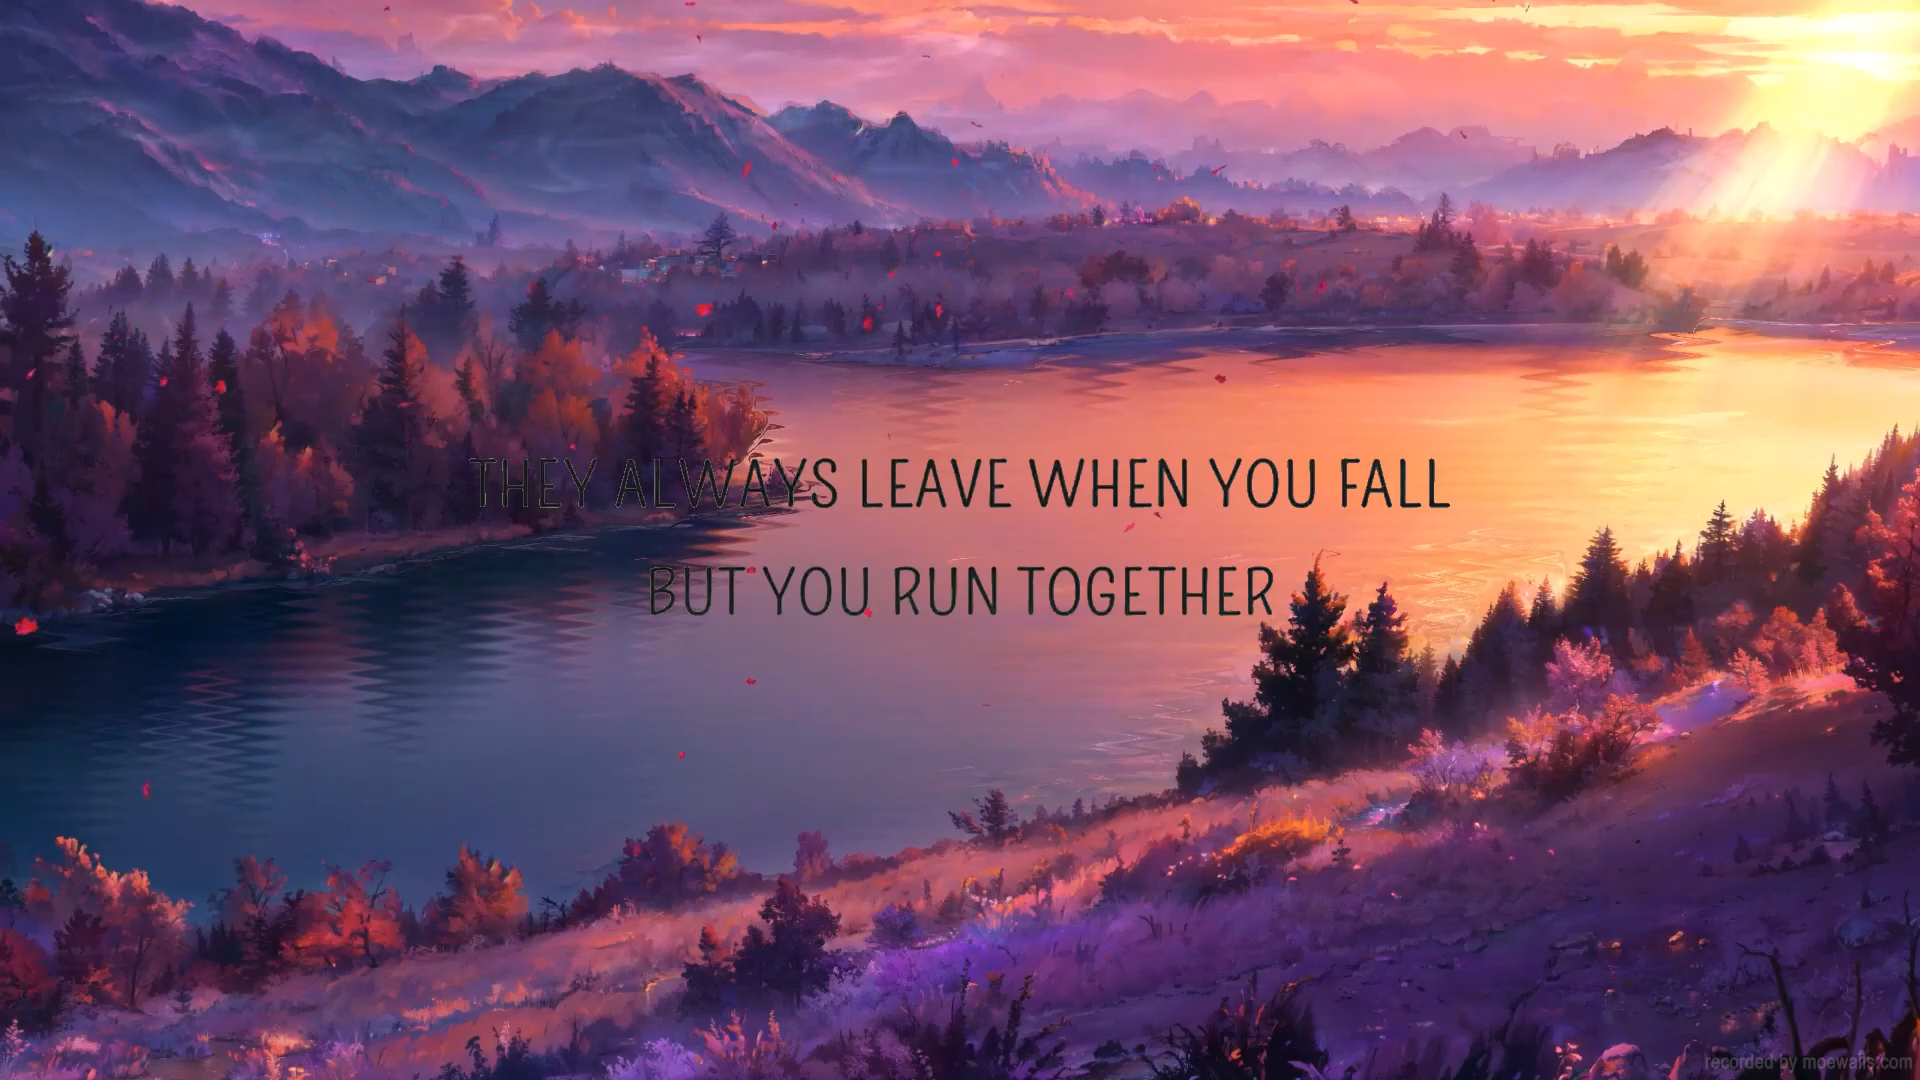 THEY ALWAYS LEAVE WHEN YOU FALL
BUT YOU RUN TOGETHER
recorded by moewalls.com